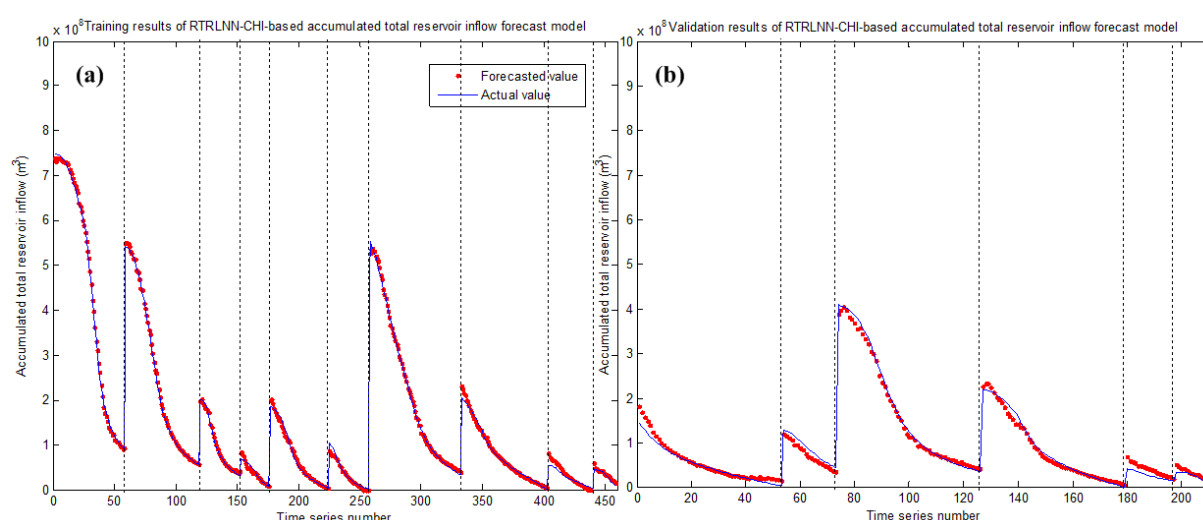 x 10⁸ Training results of RTRLNN-CHI-based accumulated total reservoir inflow forecast model
(a)
Forecasted value
Actual value
Accumulated total reservoir inflow (m³)
10
9
8
7
6
5
4
3
2
1
0
0 50 100 150 200 250 300 350 400 450
Time series number
x 10⁸ Validation results of RTRLNN-CHI-based accumulated total reservoir inflow forecast model
(b)
Accumulated total reservoir inflow (m³)
10
9
8
7
6
5
4
3
2
1
0
0 20 40 60 80 100 120 140 160 180 200
Time series number